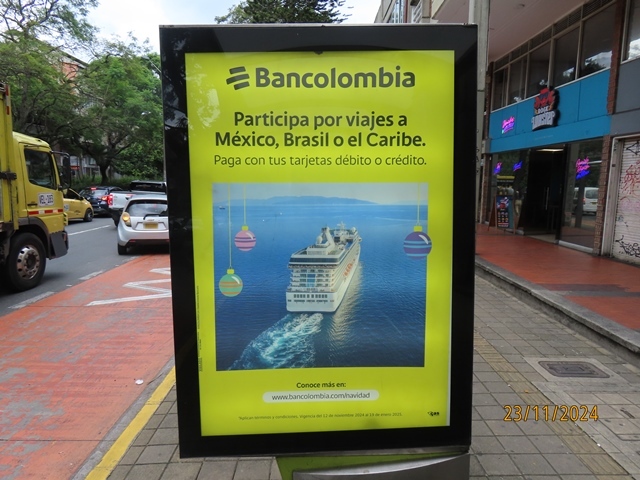 Bancolombia
Participa por viajes a
México, Brasil o el Caribe.
Paga con tus tarjetas débito o crédito.
Conoce más en:
www.bancolombia.com/navidad
23/11/2024